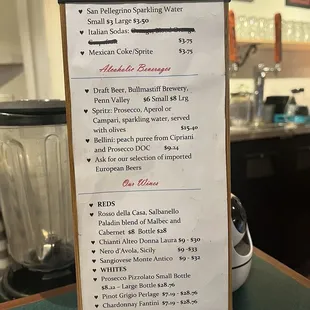 San Pellegrino Sparkling Water
Small $3 Large $3.50
Italian Sodas:
$3.75
Mexican Coke/Sprite $3.75
Alcoholic Beverages
Draft Beer, Bullmastiff Brewery,
Penn Valley $6 Small $8 Lrg
Spritz: Prosecco, Aperol or
Campari, sparkling water, served
with olives $15.40
Bellini: peach puree from Cipriani
and Prosecco DOC $9.24
Ask for our selection of imported
European Beers
Our Wines
REDS
Rosso della Casa, Salbanello
Paladin blend of Malbec and
Cabernet $8 Bottle $28
Chianti Alteo Donna Laura $9 - $30
Nero d'Avola, Sicily $9 -$33
Sangiovese Monte Antico $9 - $32
WHITES
Prosecco Pizzolato Small Bottle
$8.22 – Large Bottle $28.76
Pinot Grigio Perlage $7.19 - $28.76
Chardonnay Fantini $7.19 - $28.76